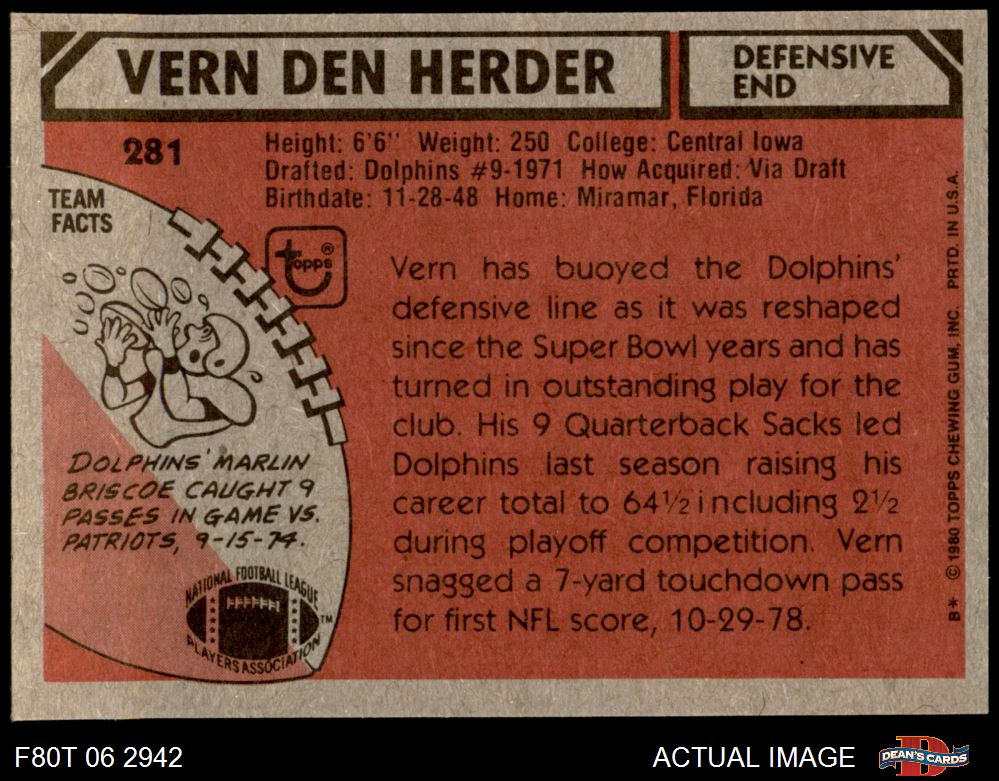 VERN DEN HERDER
DEFENSIVE
END
281
Height: 6'6" Weight: 250 College: Central Iowa
Drafted: Dolphins #9-1971 How Acquired: Via Draft
Birthdate: 11-28-48 Home: Miramar, Florida
TEAM
FACTS
Topps®
Vern has buoyed the Dolphins'
defensive line as it was reshaped
since the Super Bowl years and has
turned in outstanding play for the
club. His 9 Quarterback Sacks led
Dolphins last season raising his
career total to 64½ including 2½
during playoff competition. Vern
snagged a 7-yard touchdown pass
for first NFL score, 10-29-78.
DOLPHINS' MARLIN
BRISCOE CAUGHT 9
PASSES IN GAME VS.
PATRIOTS, 9-15-74.
NATIONAL FOOTBALL LEAGUE
PLAYERS ASSOCIATION
TM
B* © 1980 TOPPS CHEWING GUM, INC. PRTD. IN U.S.A.
F80T 06 2942
ACTUAL IMAGE
DEAN'S CARDS